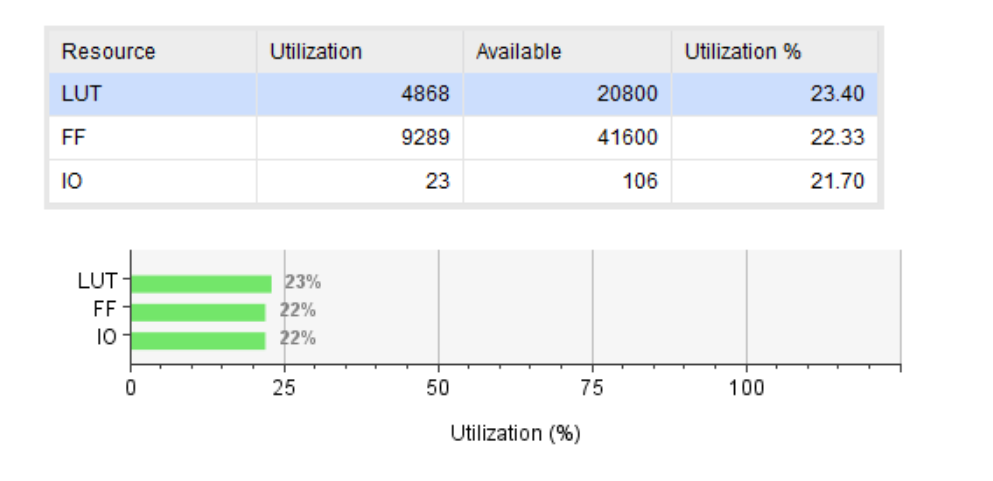 Resource Utilization Available Utilization %
LUT 4868 20800 23.40
FF 9289 41600 22.33
IO 23 106 21.70
LUT 23%
FF 22%
IO 22%
0 25 50 75 100
Utilization (%)